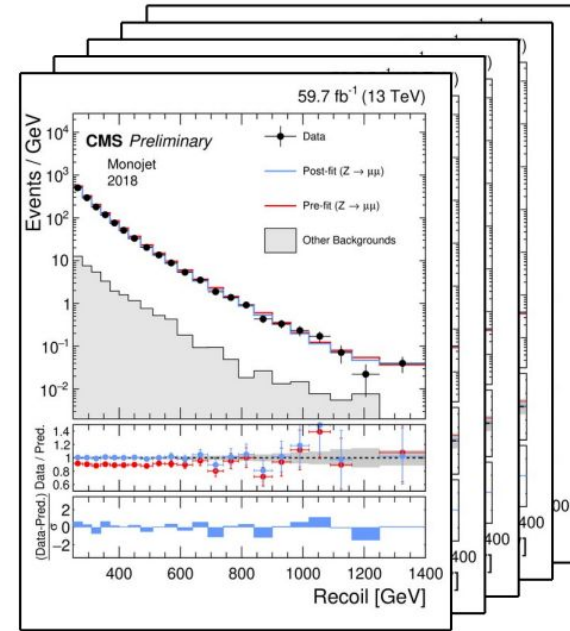 59.7 fb⁻¹ (13 TeV)
Events / GeV
10⁴
10³
10²
10
1
10⁻¹
10⁻²
CMS Preliminary
Monojet
2018
Data
Post-fit (Z → μμ)
Pre-fit (Z → μμ)
Other Backgrounds
Data / Pred.
1.4
1.2
1.0
0.8
0.6
(Data-Pred.)
σ
2
0
−2
400 600 800 1000 1200 1400
Recoil [GeV]
400
]
400
]
400
]
00
]
)
)
)